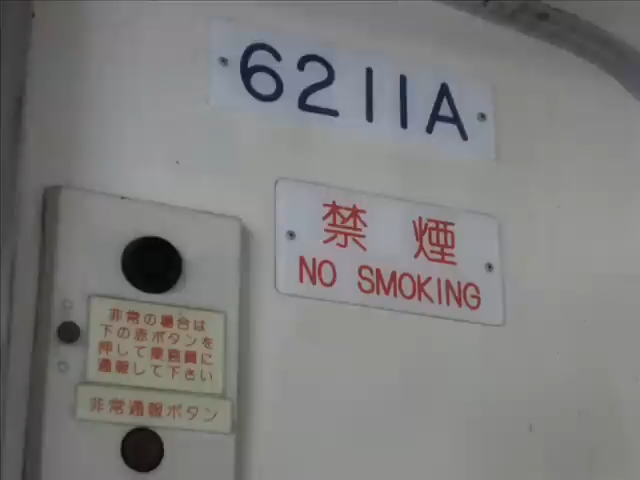 6211A
禁煙
NO SMOKING
非常の場合は
下の赤ボタンを
押して乗務員に
通報して下さい
非常通報ボタン